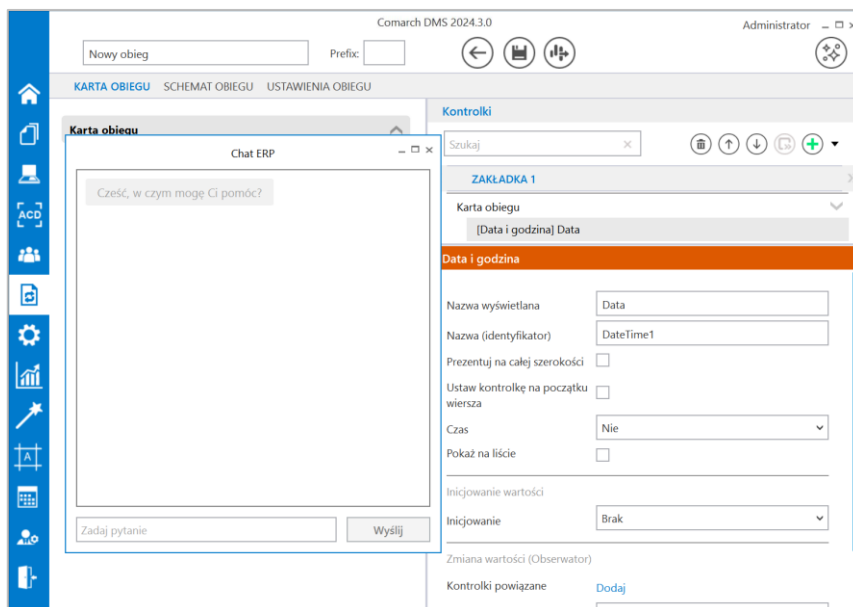 Comarch DMS 2024.3.0
Administrator
Nowy obieg
Prefix:
KARTA OBIEGU SCHEMAT OBIEGU USTAWIENIA OBIEGU
Karta obiegu
Chat ERP
Cześć, w czym mogę Ci pomóc?
Zadaj pytanie
Wyślij
ACD
A
Kontrolki
Szukaj
ZAKŁADKA 1
Karta obiegu
[Data i godzina] Data
Data i godzina
Nazwa wyświetlana
Data
Nazwa (identyfikator)
DateTime1
Prezentuj na całej szerokości
Ustaw kontrolkę na początku
wiersza
Czas
Nie
Pokaż na liście
Inicjowanie wartości
Inicjowanie
Brak
Zmiana wartości (Obserwator)
Kontrolki powiązane
Dodaj